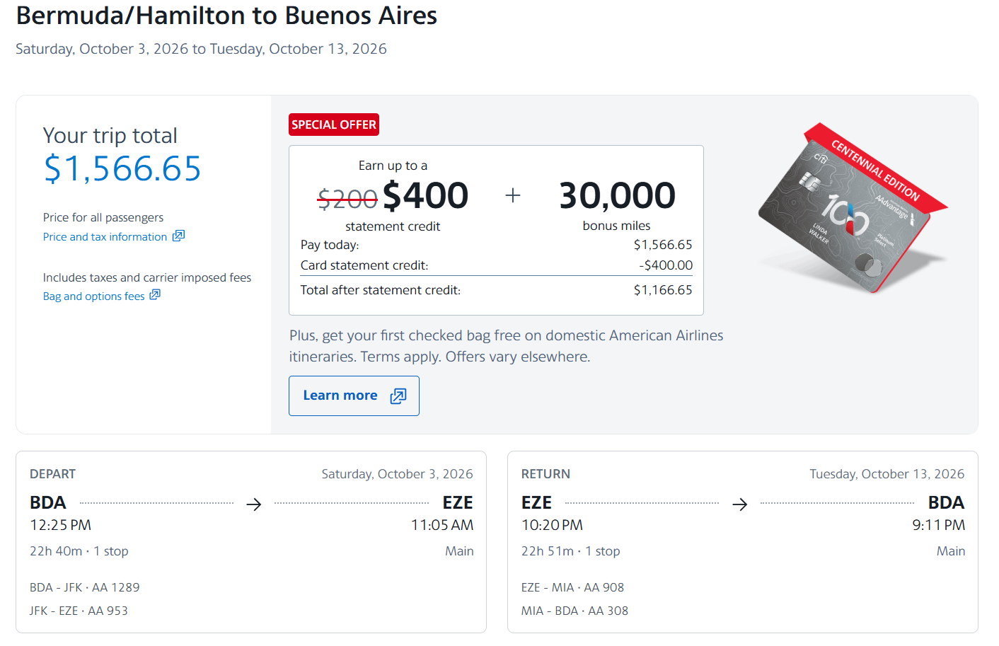 Bermuda/Hamilton to Buenos Aires
Saturday, October 3, 2026 to Tuesday, October 13, 2026
Your trip total
$1,566.65
Price for all passengers
Price and tax information
Includes taxes and carrier imposed fees
Bag and options fees
SPECIAL OFFER
Earn up to a
$200 $400
statement credit
+
30,000
bonus miles
Pay today: $1,566.65
Card statement credit: -$400.00
Total after statement credit: $1,166.65
Plus, get your first checked bag free on domestic American Airlines
itineraries. Terms apply. Offers vary elsewhere.
Learn more
CENTENNIAL EDITION
citi
100
AAdvantage
Platinum
Select
LINDA
WALKER
DEPART Saturday, October 3, 2026
BDA → EZE
12:25 PM 11:05 AM
22h 40m · 1 stop Main
BDA - JFK · AA 1289
JFK - EZE · AA 953
RETURN Tuesday, October 13, 2026
EZE → BDA
10:20 PM 9:11 PM
22h 51m · 1 stop Main
EZE - MIA · AA 908
MIA - BDA · AA 308